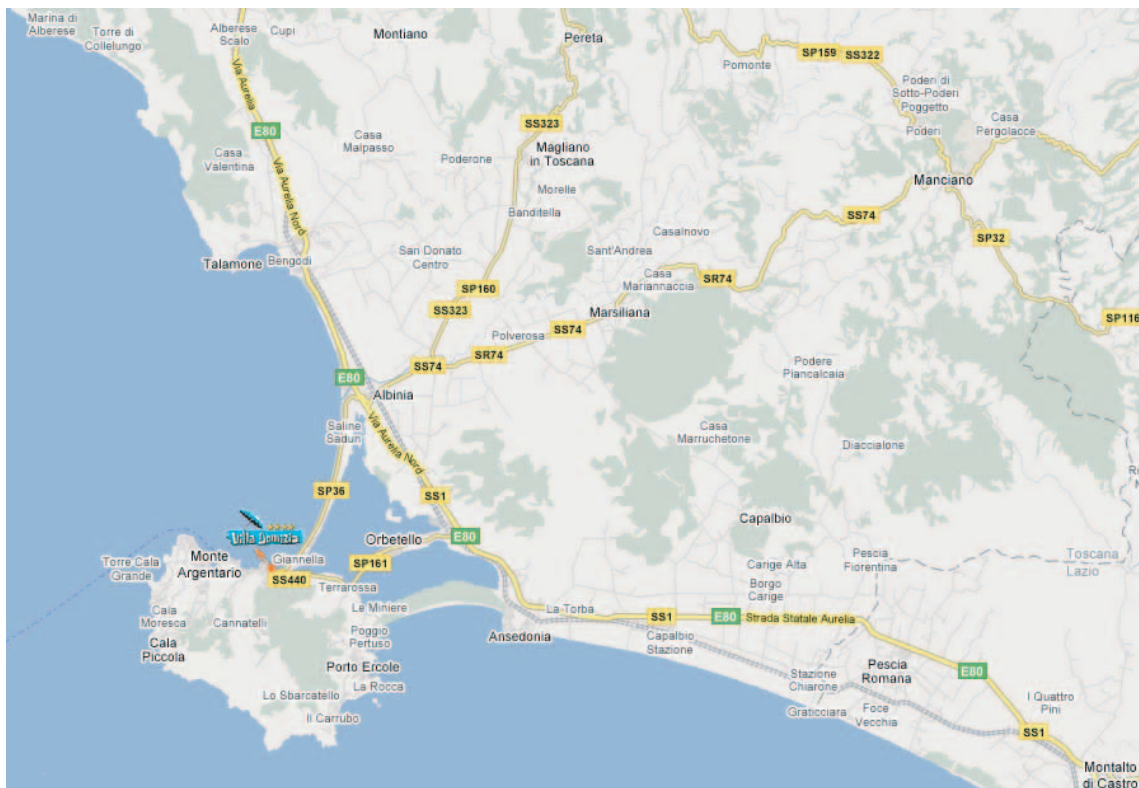 Marina di
Alberese
Torre di
Collelungo
Alberese
Scalo
Cupi
Montiano
Pereta
Pomonte
SP159
SS322
Poderi di
Sotto-Poderi
Poggetto
Poderi
Casa
Pergolacce
Via Aurelia
E80
Casa
Valentina
Casa
Malpasso
Poderone
SS323
Magliano
in Toscana
Morelle
Banditella
Manciano
SS74
SP32
Via Aurelia Nord
Talamone
Bengodi
San Donato
Centro
Sant'Andrea
Casalnovo
Casa
Mariannaccia
SR74
SP160
SS323
Marsiliana
SP116
SS74
Polverosa
SR74
SS74
E80
Albinia
Podere
Piancalcaia
Saline
Sadun
Via Aurelia Nord
Casa
Marruchetone
Diaccialone
SP36
SS1
Capalbio
Villa Domizia
Orbetello
E80
Torre Cala
Grande
Monte
Argentario
Giannella
SS440
SP161
Terrarossa
Carige Alta
Borgo
Carige
Pescia
Fiorentina
Toscana
Lazio
Cala
Moresca
Cannatelli
Le Miniere
Poggio
Pertuso
Cala
Piccola
Ansedonia
La Torba
SS1
E80
Strada Statale Aurelia
Capalbio
Stazione
Porto Ercole
La Rocca
Lo Sbarcatello
Il Carrubo
Stazione
Chiarone
Pescia
Romana
E80
Graticciara
Foce
Vecchia
I Quattro
Pini
SS1
Montalto
di Castro